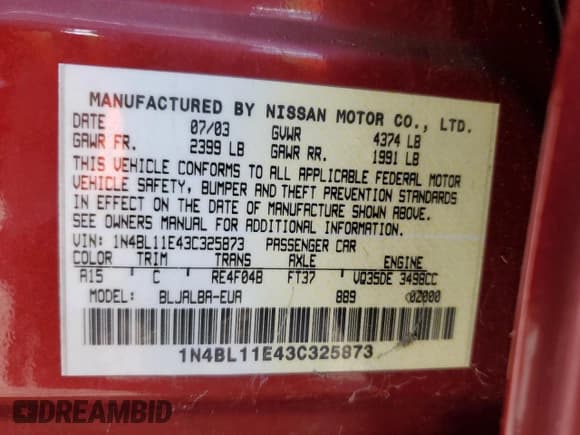 MANUFACTURED BY NISSAN MOTOR CO., LTD.
DATE 07/03 GVWR 4374 LB
GAWR FR. 2399 LB GAWR RR. 1991 LB
THIS VEHICLE CONFORMS TO ALL APPLICABLE FEDERAL MOTOR
VEHICLE SAFETY, BUMPER AND THEFT PREVENTION STANDARDS
IN EFFECT ON THE DATE OF MANUFACTURE SHOWN ABOVE.
SEE OWNERS MANUAL FOR ADDITIONAL INFORMATION.
VIN: 1N4BL11E43C325873 PASSENGER CAR
COLOR TRIM TRANS AXLE ENGINE
A15 C RE4F04B FT37 VQ35DE 3498CC
MODEL: BLJALBA-EUA 889 02000
1N4BL11E43C325873
DREAMBID